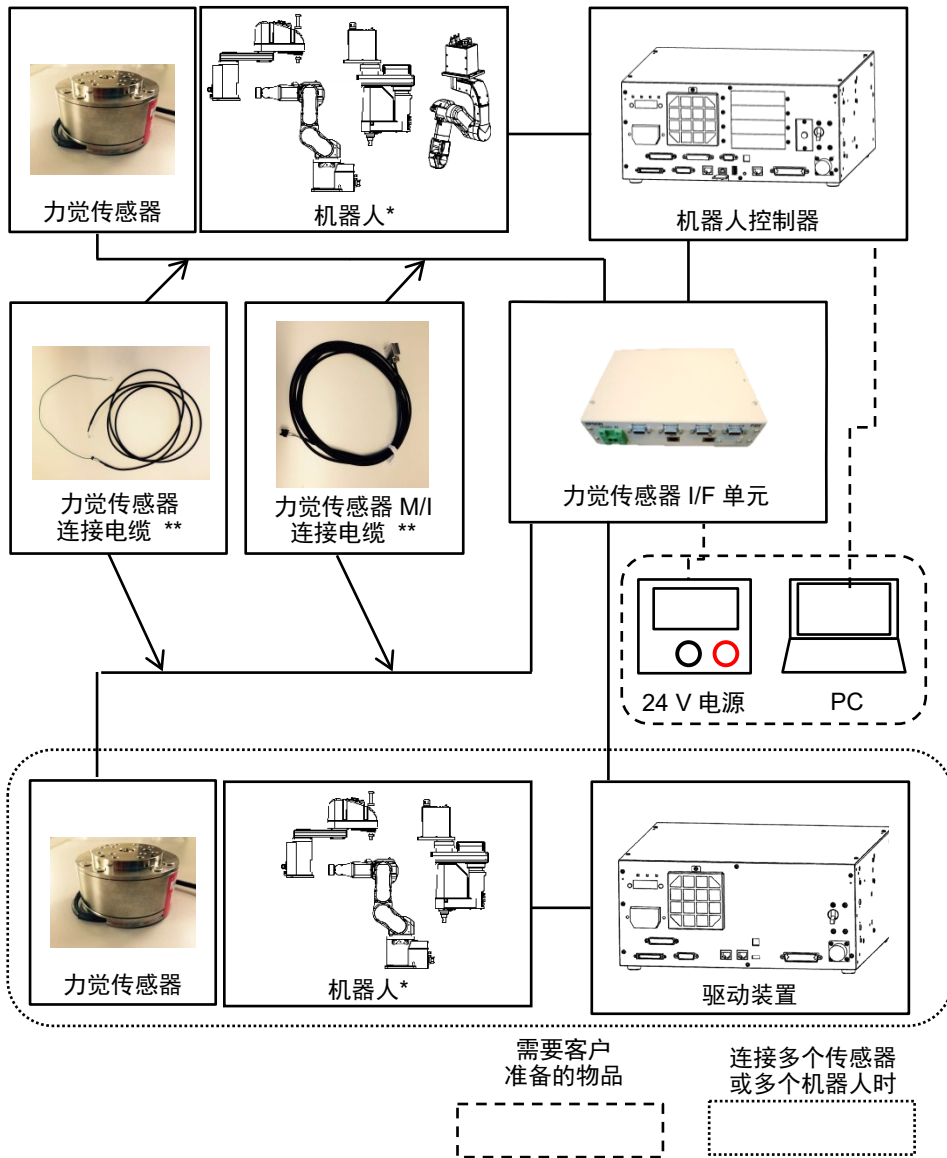 力觉传感器
机器人*
机器人控制器
力觉传感器
连接电缆 **
力觉传感器 M/I
连接电缆 **
力觉传感器 I/F 单元
24 V 电源
PC
力觉传感器
机器人*
驱动装置
需要客户
准备的物品
连接多个传感器
或多个机器人时